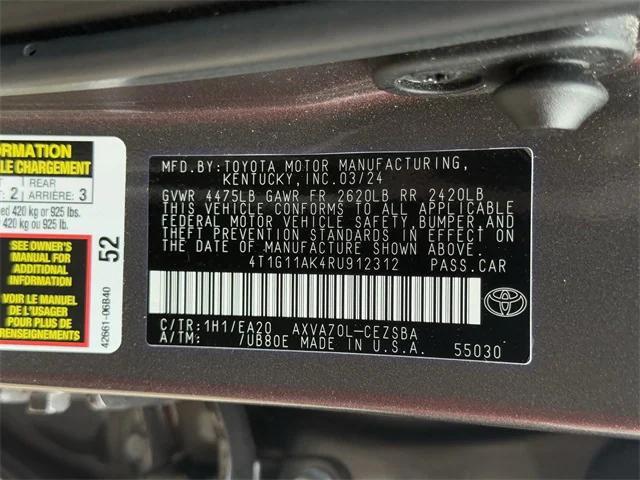 ORMATION
LE CHARGEMENT
2
REAR
ARRIÈRE: 3
ed 420 kg or 925 lbs.
420 kg ou 925 lb.
SEE OWNER'S
MANUAL FOR
ADDITIONAL
INFORMATION
VOIR LE MANUEL
DE L'USAGER
POUR PLUS DE
RENSEIGNEMENTS
52
42661-06B40
MFD.BY:TOYOTA MOTOR MANUFACTURING,
KENTUCKY, INC.03/24
GVWR 4475LB GAWR FR 2620LB RR 2420LB
THIS VEHICLE CONFORMS TO ALL APPLICABLE
FEDERAL MOTOR VEHICLE SAFETY, BUMPER, AND
THEFT PREVENTION STANDARDS IN EFFECT ON
THE DATE OF MANUFACTURE SHOWN ABOVE.
4T1G11AK4RU912312 PASS.CAR
C/TR:1H1/EA20 AXVA70L-CEZSBA
A/TM: 7UB80E MADE IN U.S.A. 55030